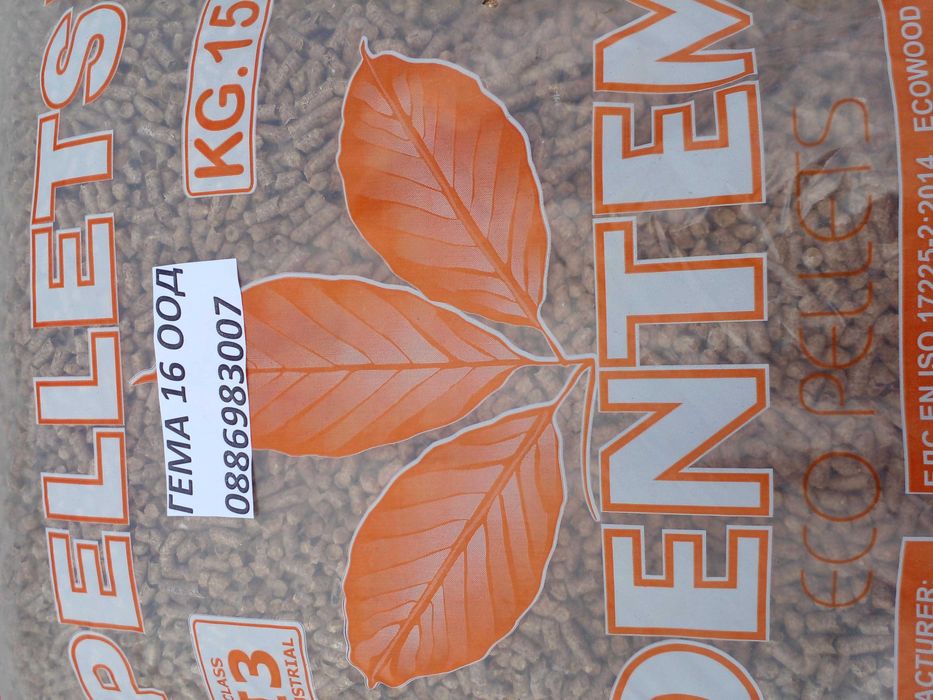 PELLETS
CLASS
INDUSTRIAL
KG.15
ГЕМА 16 ООД
0886983007
ENTEM
ECO PELLETS
БДС EN ISO 17225-2:2014 ECOWOOD